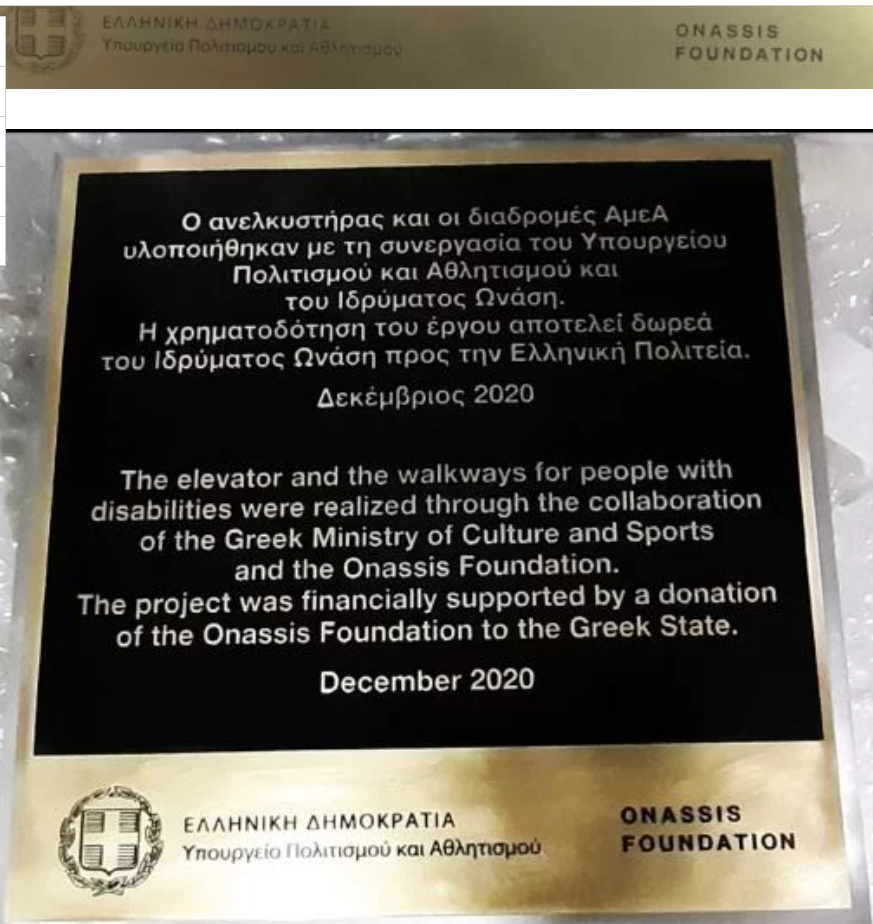 ΕΛΛΗΝΙΚΗ ΔΗΜΟΚΡΑΤΙΑ
Υπουργείο Πολιτισμού και Αθλητισμού
ONASSIS
FOUNDATION
Ο ανελκυστήρας και οι διαδρομές ΑμεΑ
υλοποιήθηκαν με τη συνεργασία του Υπουργείου
Πολιτισμού και Αθλητισμού και
του Ιδρύματος Ωνάση.
Η χρηματοδότηση του έργου αποτελεί δωρεά
του Ιδρύματος Ωνάση προς την Ελληνική Πολιτεία.
Δεκέμβριος 2020
The elevator and the walkways for people with
disabilities were realized through the collaboration
of the Greek Ministry of Culture and Sports
and the Onassis Foundation.
The project was financially supported by a donation
of the Onassis Foundation to the Greek State.
December 2020
ΕΛΛΗΝΙΚΗ ΔΗΜΟΚΡΑΤΙΑ
Υπουργείο Πολιτισμού και Αθλητισμού
ONASSIS
FOUNDATION